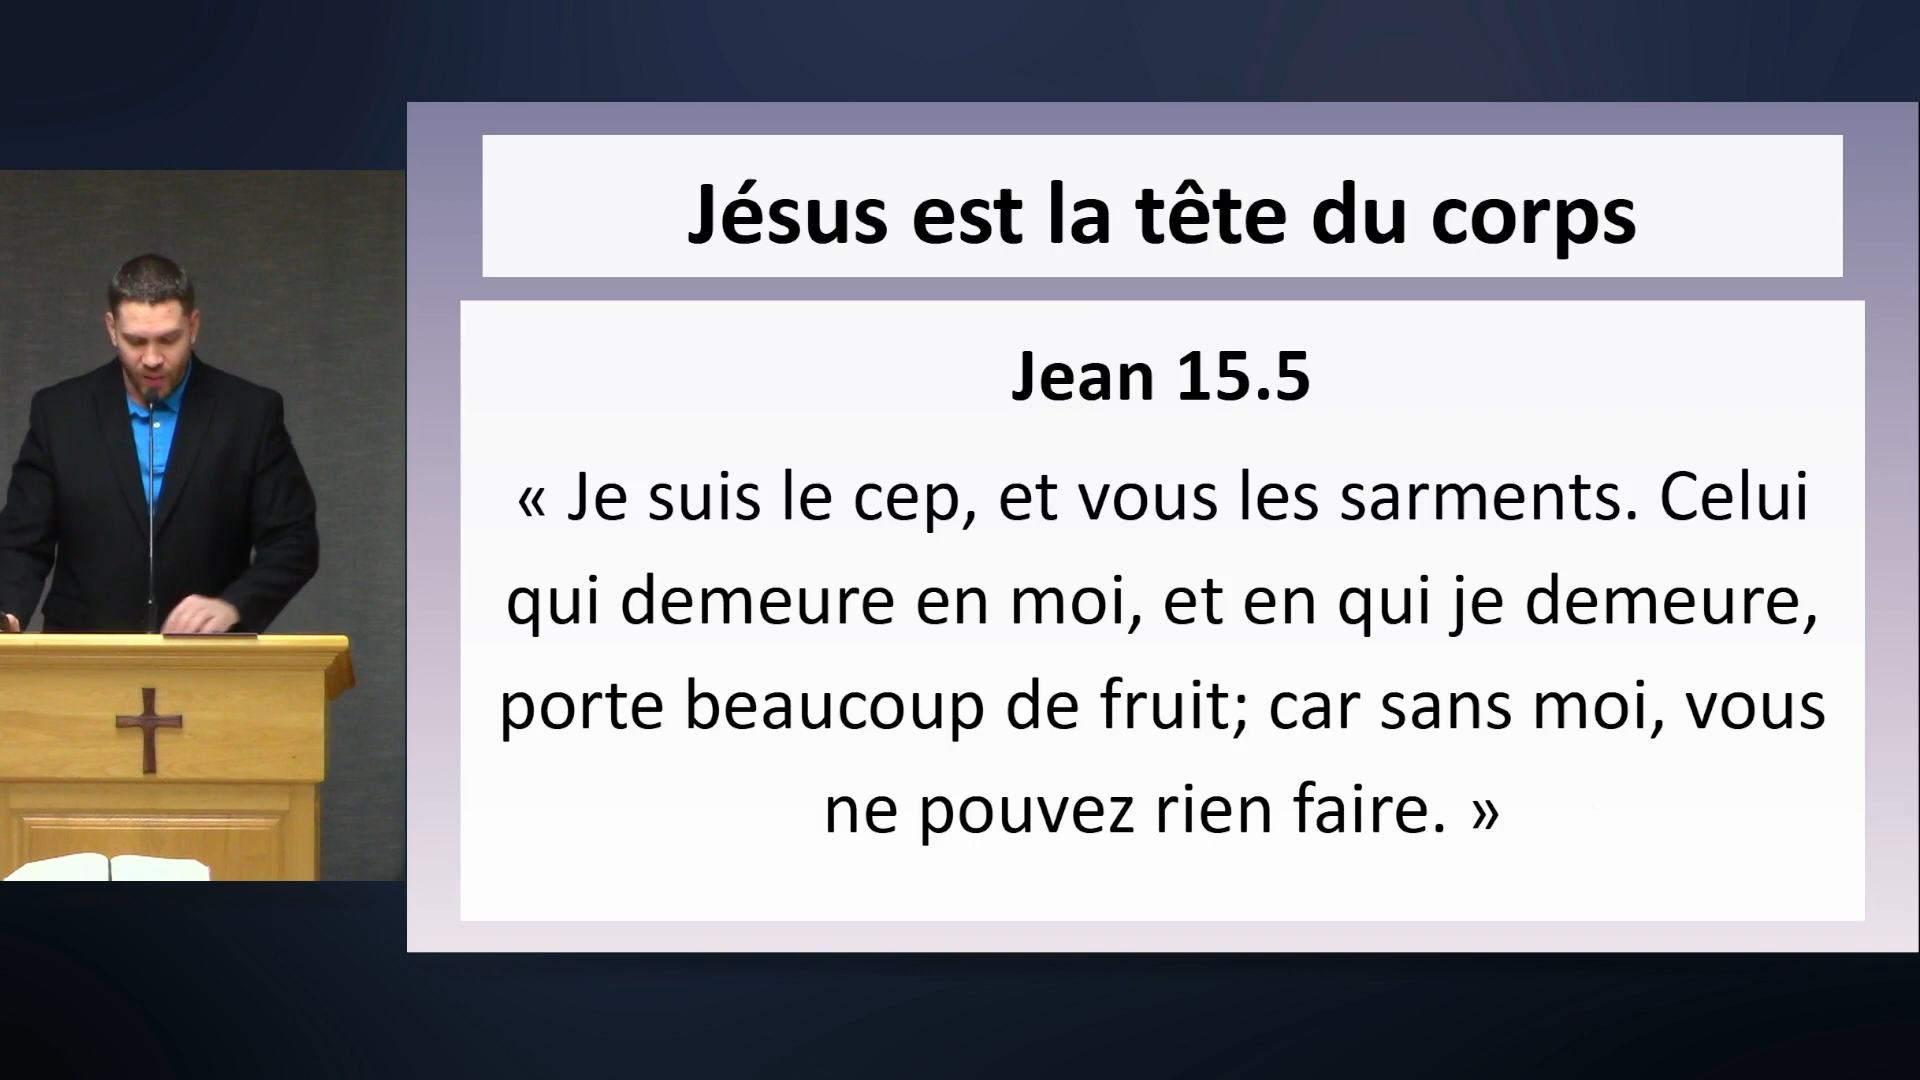 Jésus est la tête du corps
Jean 15.5
« Je suis le cep, et vous les sarments. Celui
qui demeure en moi, et en qui je demeure,
porte beaucoup de fruit; car sans moi, vous
ne pouvez rien faire. »